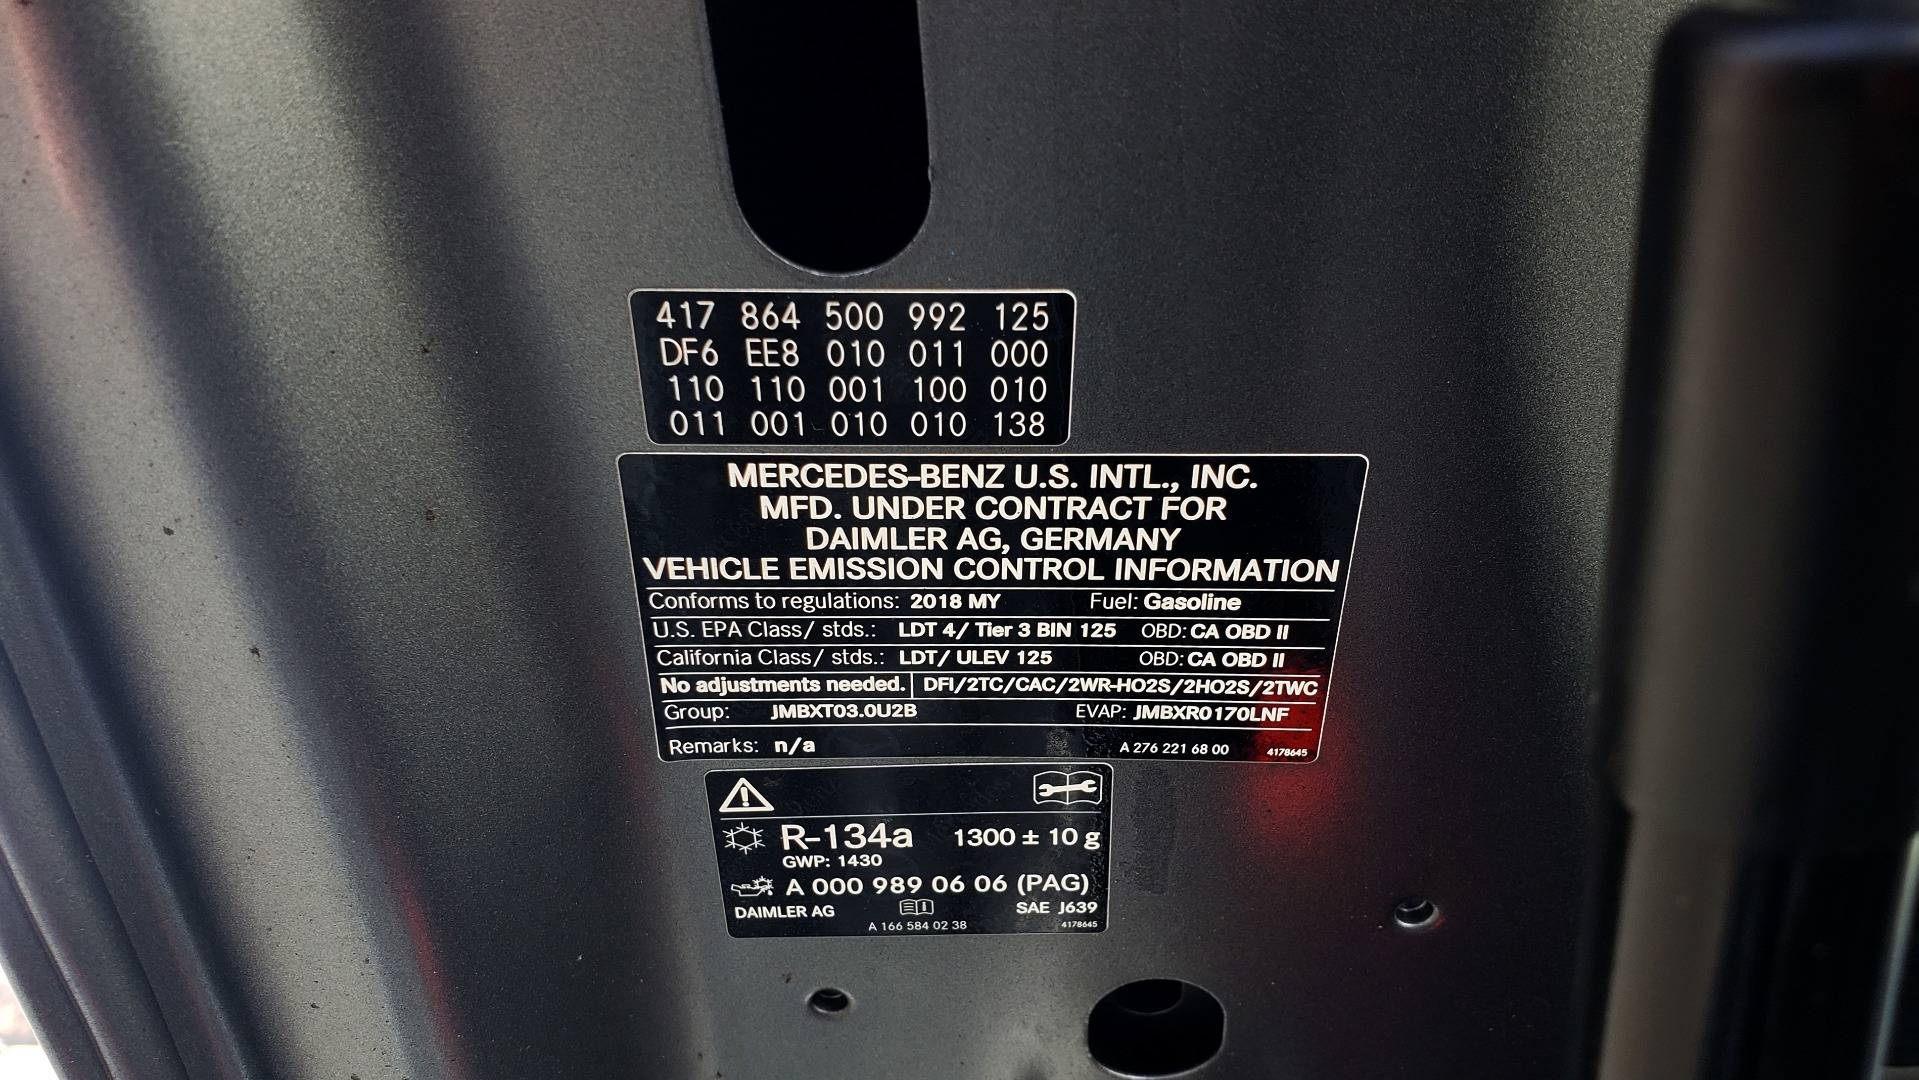 417 864 500 992 125
DF6 EE8 010 011 000
110 110 001 100 010
011 001 010 010 138
MERCEDES-BENZ U.S. INTL., INC.
MFD. UNDER CONTRACT FOR
DAIMLER AG, GERMANY
VEHICLE EMISSION CONTROL INFORMATION
Conforms to regulations: 2018 MY Fuel: Gasoline
U.S. EPA Class/ stds.: LDT 4/ Tier 3 BIN 125 OBD: CA OBD II
California Class/ stds.: LDT/ ULEV 125 OBD: CA OBD II
No adjustments needed. DFI/2TC/CAC/2WR-HO2S/2HO2S/2TWC
Group: JMBXT03.0U2B EVAP: JMBXR0170LNF
Remarks: n/a A 276 221 68 00 4178645
R-134a 1300 ± 10 g
GWP: 1430
A 000 989 06 06 (PAG)
DAIMLER AG SAE J639
A 166 584 02 38 4178645